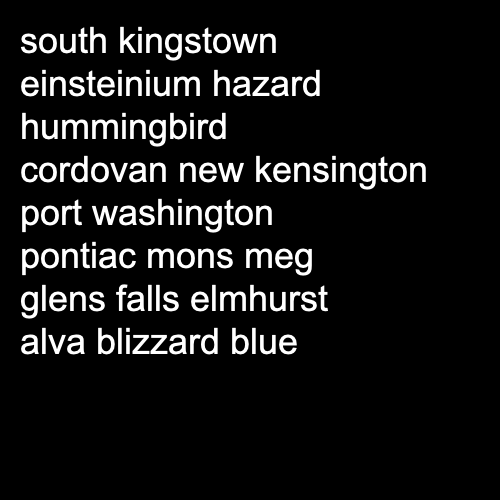 south kingstown
einsteinium hazard
hummingbird
cordovan new kensington
port washington
pontiac mons meg
glens falls elmhurst
alva blizzard blue